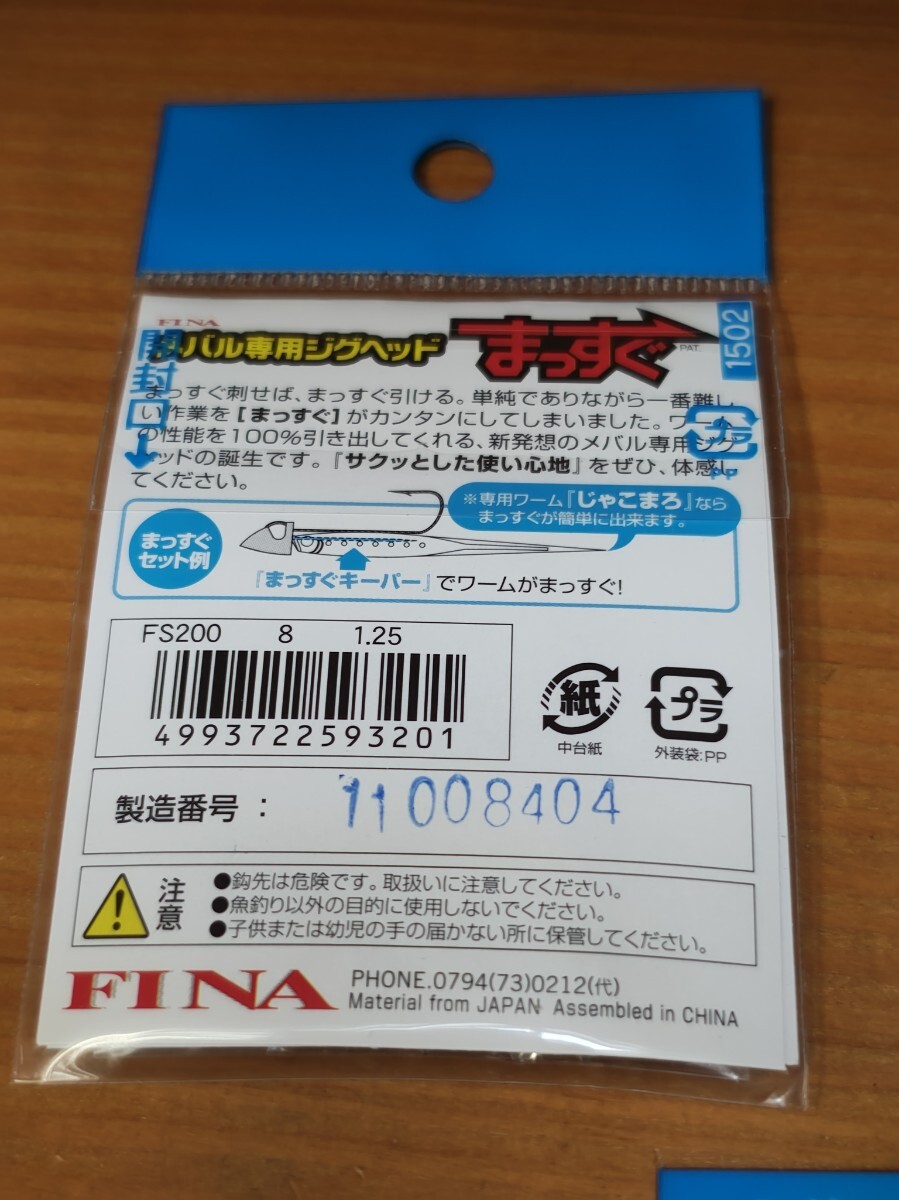 FINA
メバル専用ジグヘッド
まっすぐ
PAT.
1502
開封口
まっすぐ刺せば、まっすぐ引ける。単純でありながら一番難し
い作業を【まっすぐ】がカンタンにしてしまいました。ワーム
の性能を100%引き出してくれる、新発想のメバル専用ジグ
ヘッドの誕生です。『サクッとした使い心地』をぜひ、体感し
てください。
プラ
PP
※専用ワーム『じゃこまろ』なら
まっすぐが簡単に出来ます。
まっすぐ
セット例
『まっすぐキーパー』でワームがまっすぐ!
FS200 8 1.25
4993722593201
紙
中台紙
プラ
外装袋:PP
製造番号 : 11008404
注意
●鈎先は危険です。取扱いに注意してください。
●魚釣り以外の目的に使用しないでください。
●子供または幼児の手の届かない所に保管してください。
FINA
PHONE.0794(73)0212(代)
Material from JAPAN Assembled in CHINA